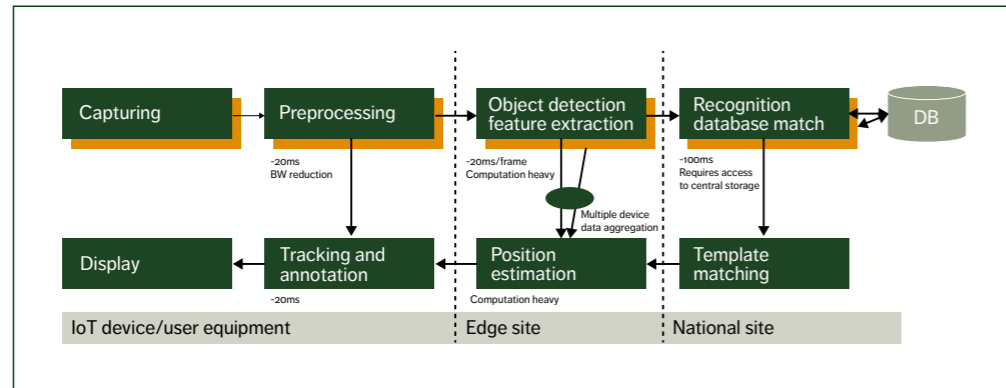 Capturing
Preprocessing
Object detection
feature extraction
Recognition
database match
DB
~20ms
BW reduction
~20ms/frame
Computation heavy
~100ms
Requires access
to central storage
Multiple device
data aggregation
Display
Tracking and
annotation
Position
estimation
Template
matching
~20ms
Computation heavy
IoT device/user equipment
Edge site
National site